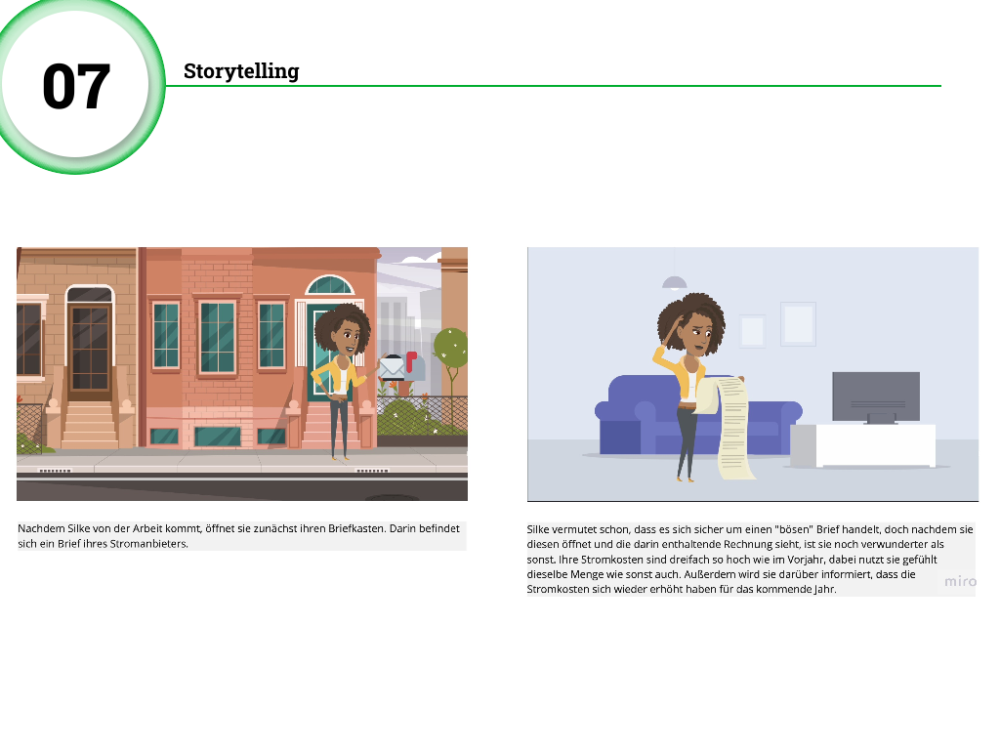 07
Storytelling
Nachdem Silke von der Arbeit kommt, öffnet sie zunächst ihren Briefkasten. Darin befindet
sich ein Brief ihres Stromanbieters.
Silke vermutet schon, dass es sich sicher um einen "bösen" Brief handelt, doch nachdem sie
diesen öffnet und die darin enthaltende Rechnung sieht, ist sie noch verwunderter als
sonst. Ihre Stromkosten sind dreifach so hoch wie im Vorjahr, dabei nutzt sie gefühlt
dieselbe Menge wie sonst auch. Außerdem wird sie darüber informiert, dass die
Stromkosten sich wieder erhöht haben für das kommende Jahr.
miro